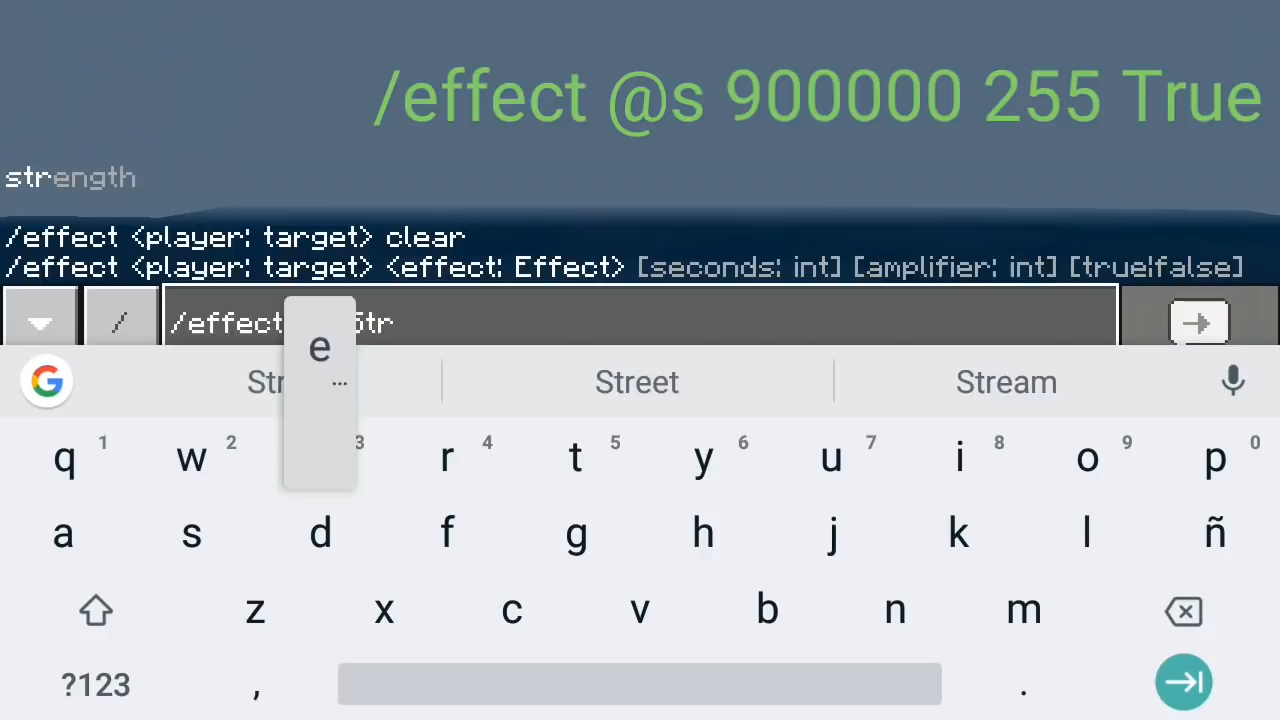 /effect @s 900000 255 True
strength
/effect <player: target> clear
/effect <player: target> <effect: Effect> [seconds: int] [amplifier: int] [true¦false]
/ /effect
e
Street Stream
q 1 w 2 3 r 4 t 5 y 6 u 7 i 8 o 9 p 0
a s d f g h j k l ñ
z x c v b n m
?123 , .